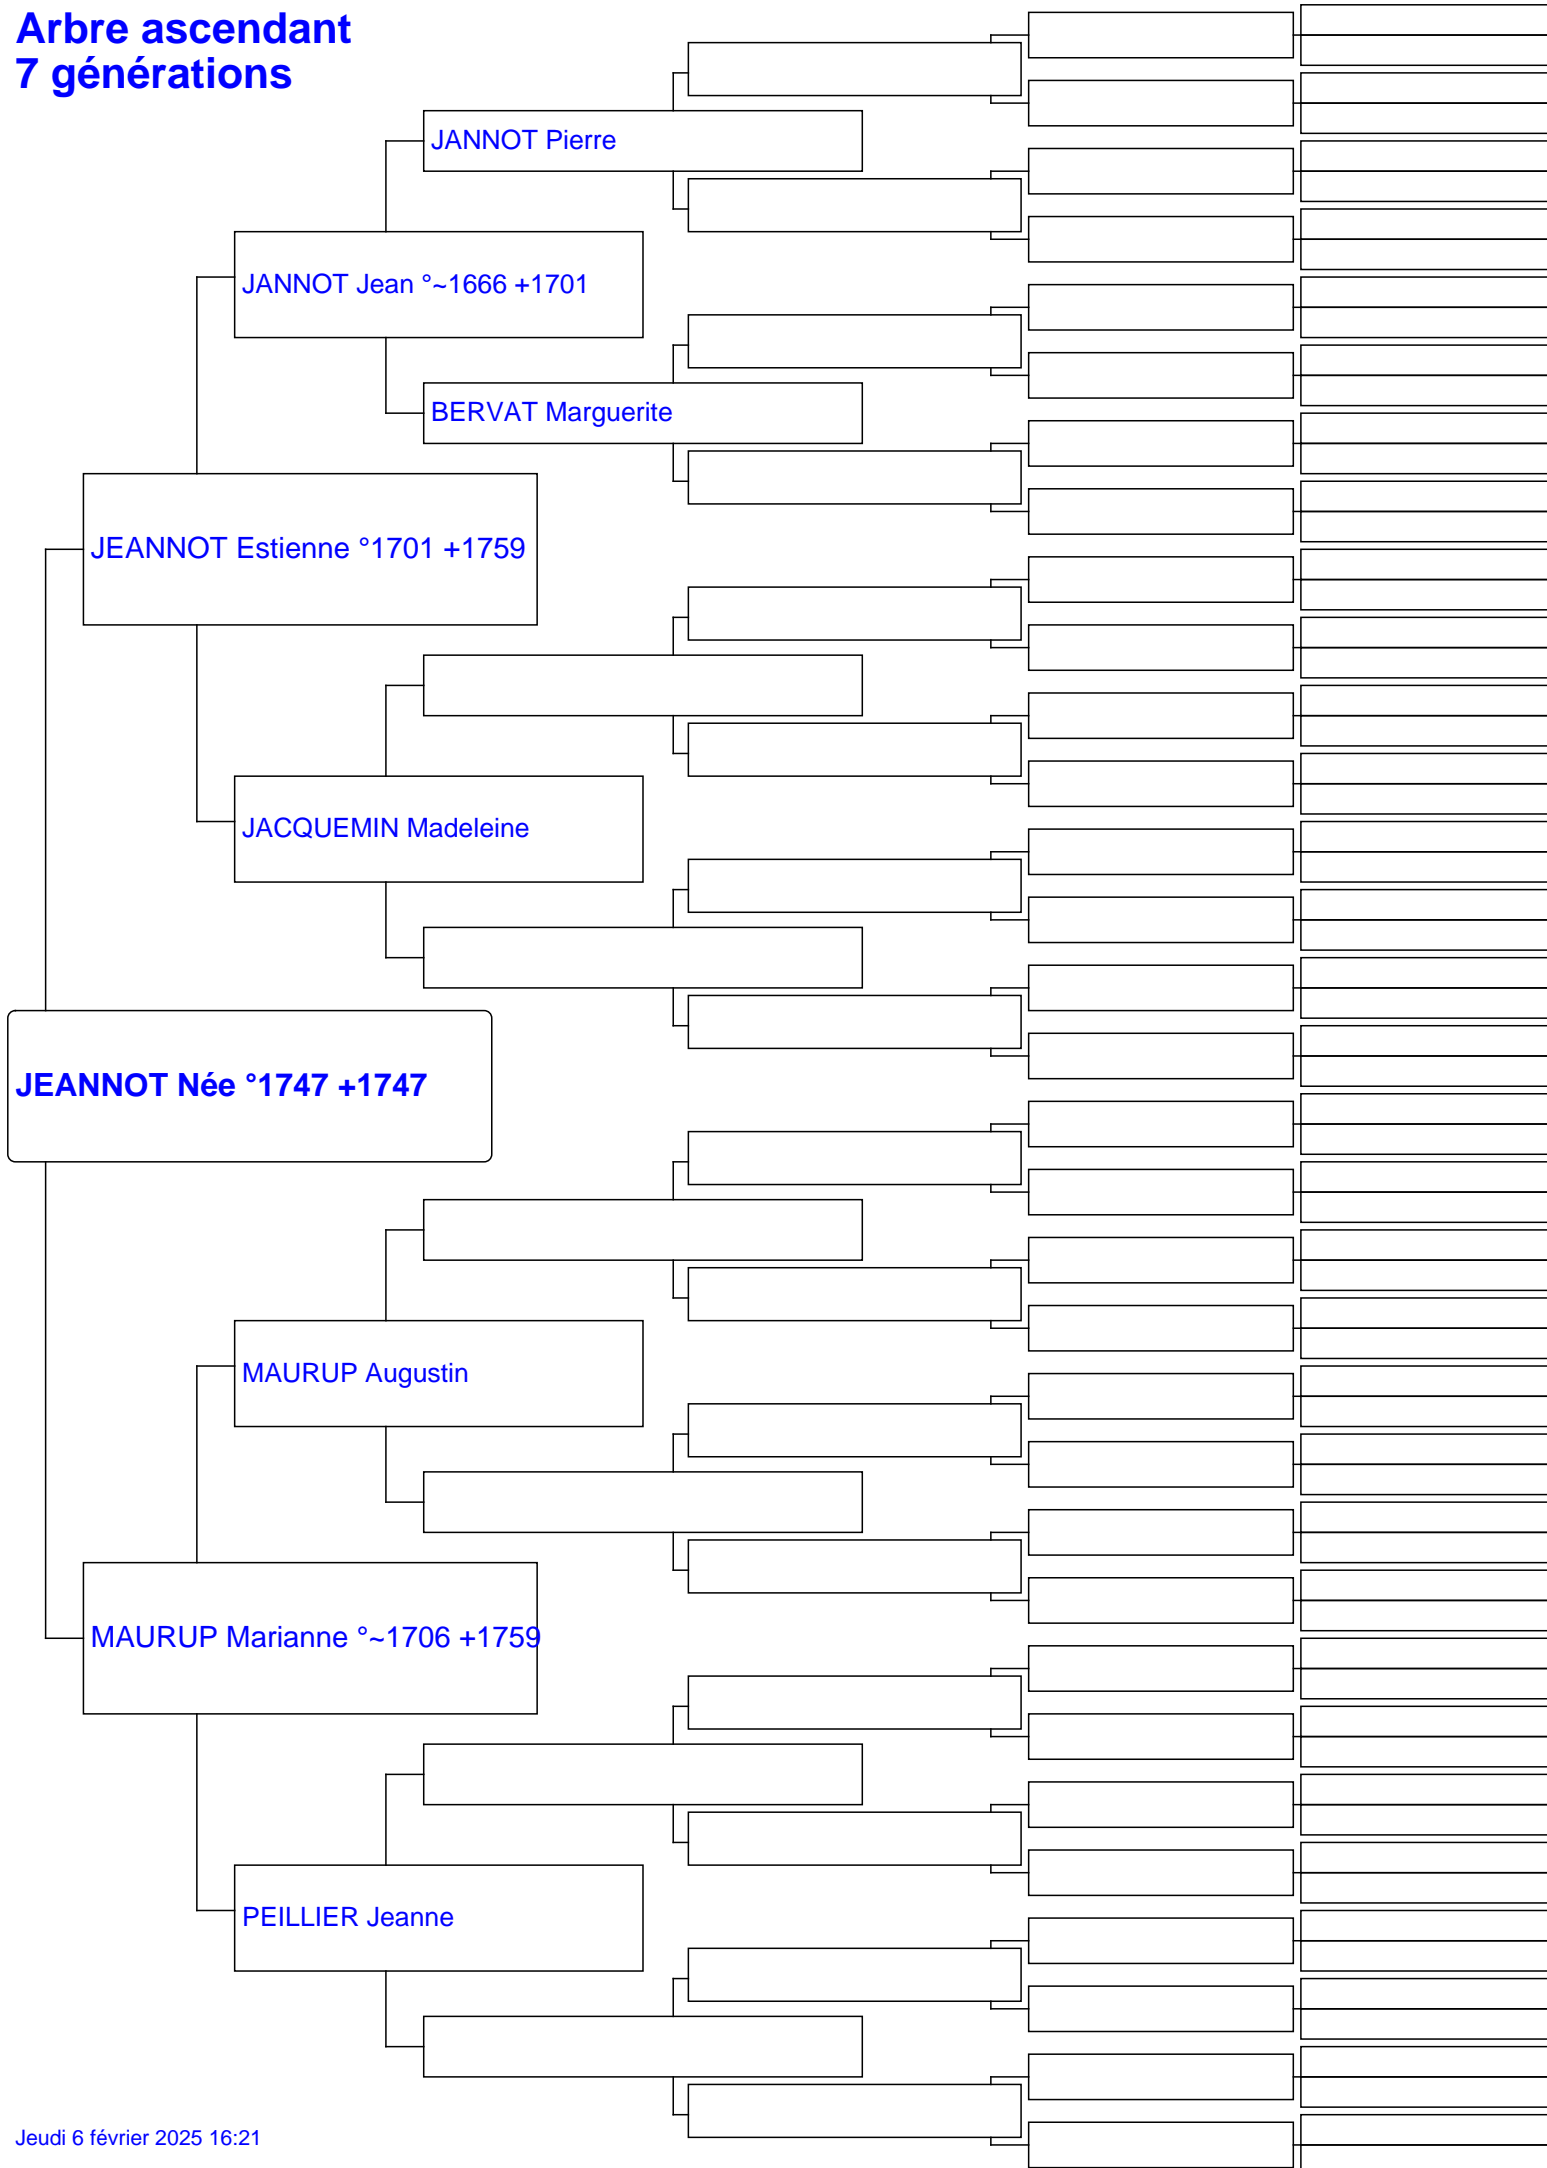 Arbre ascendant
7 générations
JANNOT Pierre
JANNOT Jean °~1666 +1701
BERVAT Marguerite
JEANNOT Estienne °1701 +1759
JACQUEMIN Madeleine
JEANNOT Née °1747 +1747
MAURUP Augustin
MAURUP Marianne °~1706 +1759
PEILLIER Jeanne
Jeudi 6 février 2025 16:21